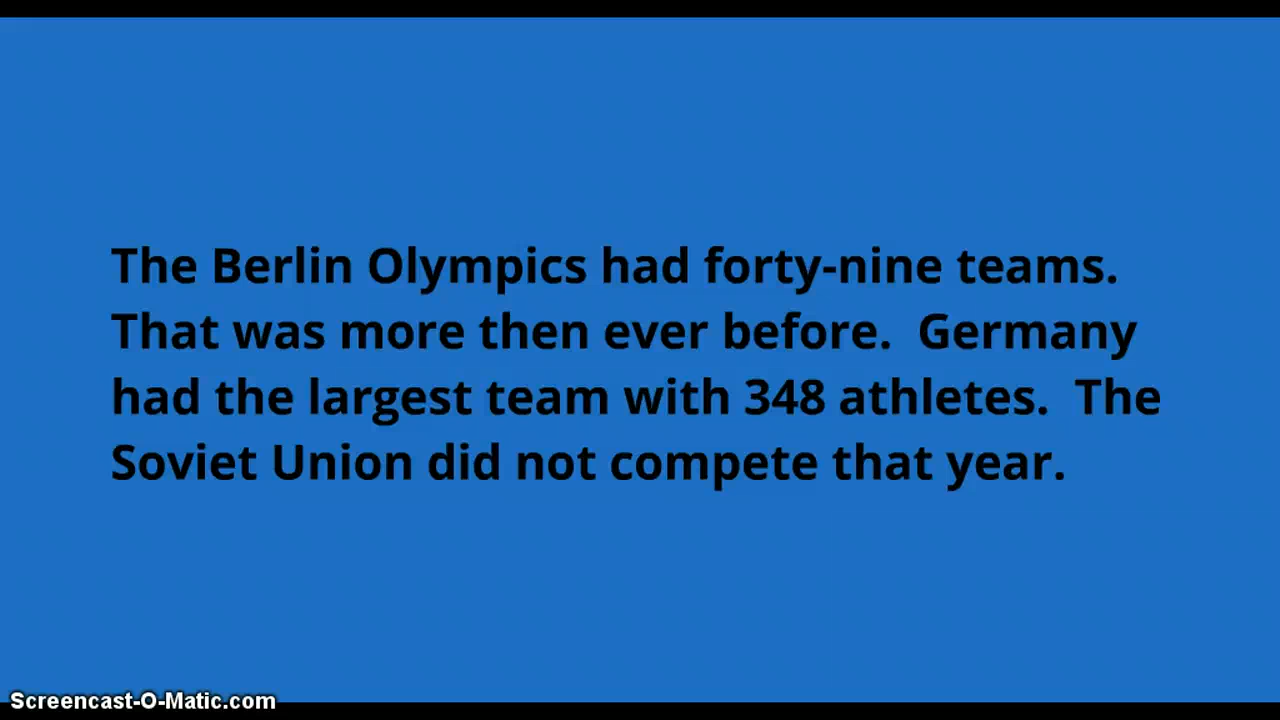 The Berlin Olympics had forty-nine teams.
That was more then ever before.  Germany
had the largest team with 348 athletes.  The
Soviet Union did not compete that year.
Screencast-O-Matic.com